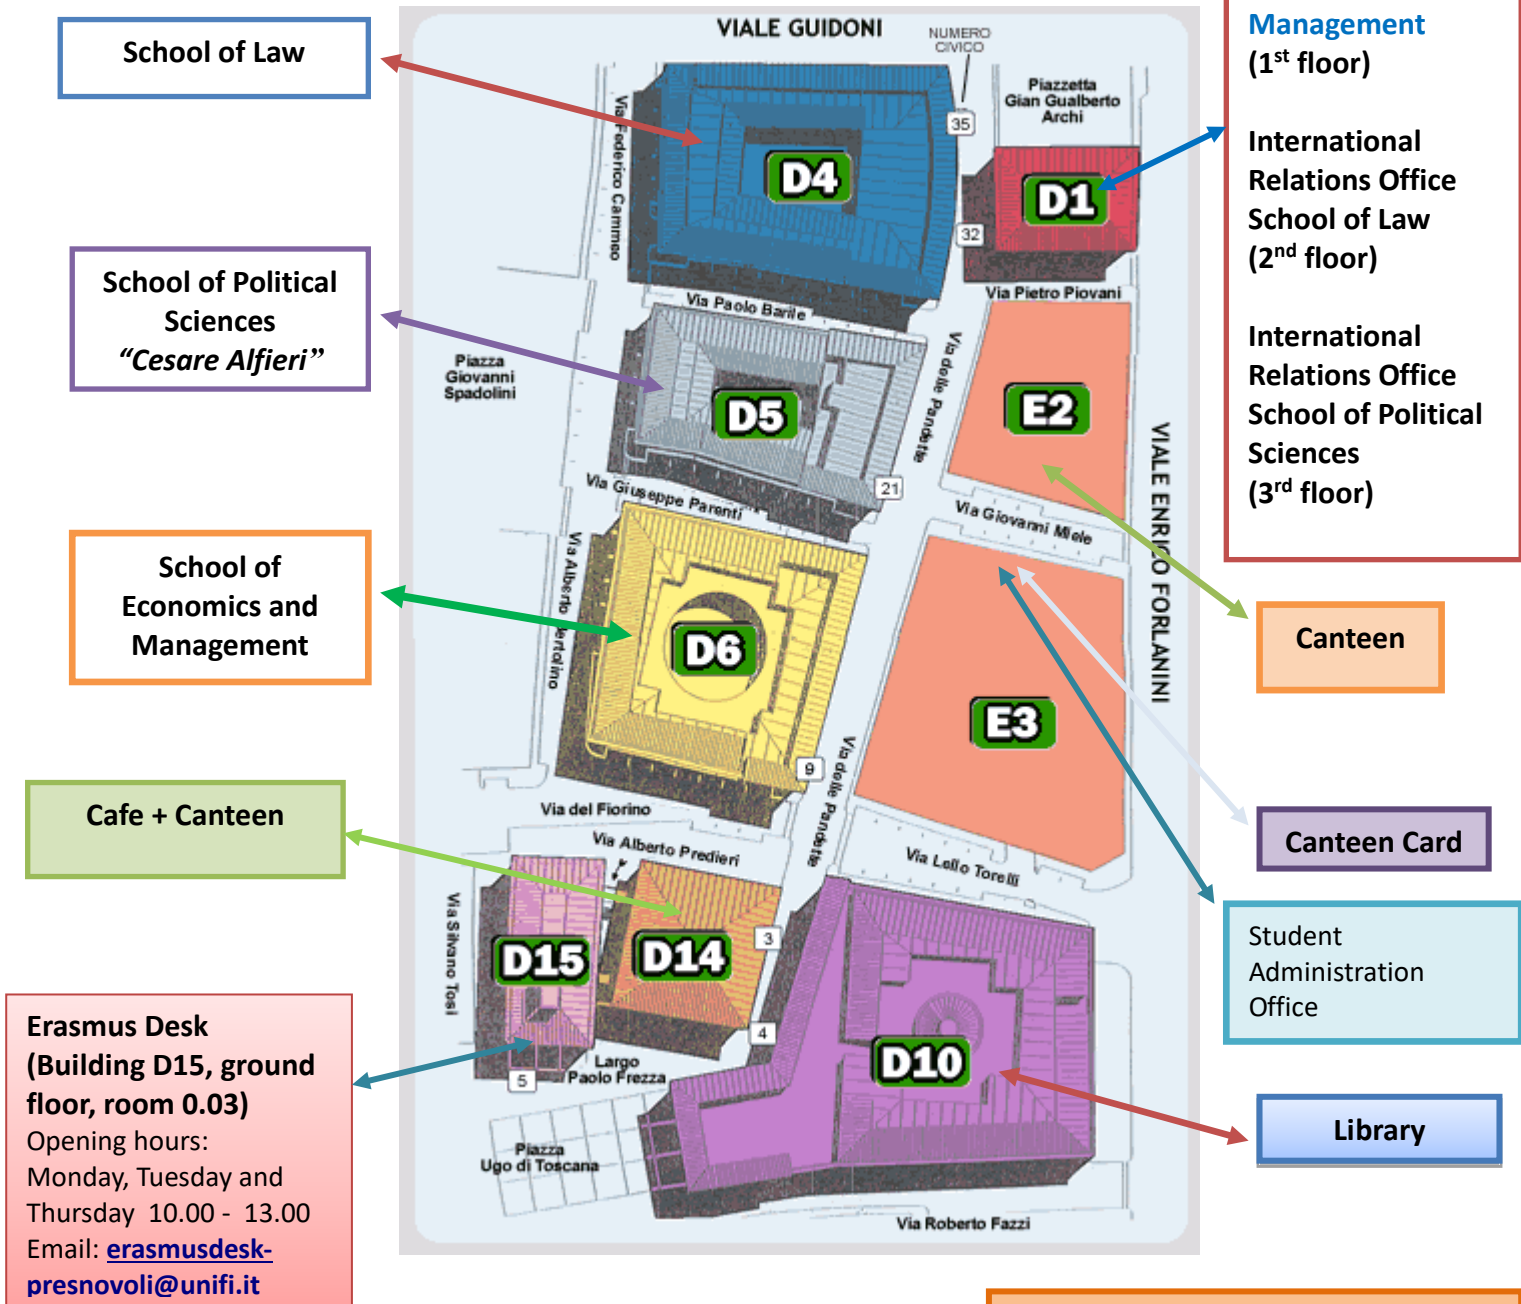 School of Law
School of Political
Sciences
“Cesare Alfieri”
School of
Economics and
Management
Cafe + Canteen
Erasmus Desk
(Building D15, ground
floor, room 0.03)
Opening hours:
Monday, Tuesday and
Thursday 10.00 - 13.00
Email: erasmusdesk-
presnovoli@unifi.it
VIALE GUIDONI
NUMERO
CIVICO
Piazzetta
Gian Gualberto
Archi
35
Via Federico Cammeo
D4
D1
32
Via Pietro Piovani
Via Paolo Barile
Piazza
Giovanni
Spadolini
Via delle Pandette
D5
E2
VIALE ENRICO FORLANINI
21
Via Giuseppe Parenti
Via Giovanni Miele
Via Alberto Bertolino
D6
E3
9
Via delle Pandette
Via del Fiorino
Via Alberto Predieri
Via Lello Torelli
Via Silvano Tosi
D15
D14
3
4
5
Largo
Paolo Frezza
D10
Piazza
Ugo di Toscana
Via Roberto Fazzi
Management
(1st floor)
International
Relations Office
School of Law
(2nd floor)
International
Relations Office
School of Political
Sciences
(3rd floor)
Canteen
Canteen Card
Student
Administration
Office
Library